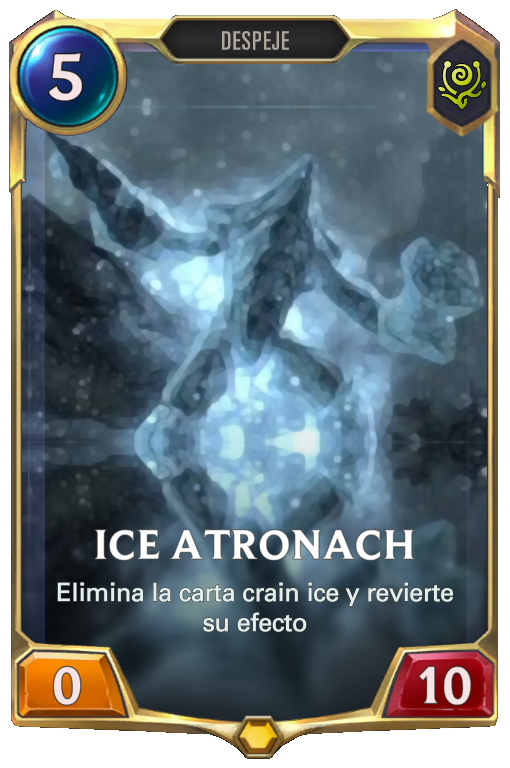 DESPEJE
5
ICE ATRONACH
Elimina la carta crain ice y revierte
su efecto
0
10